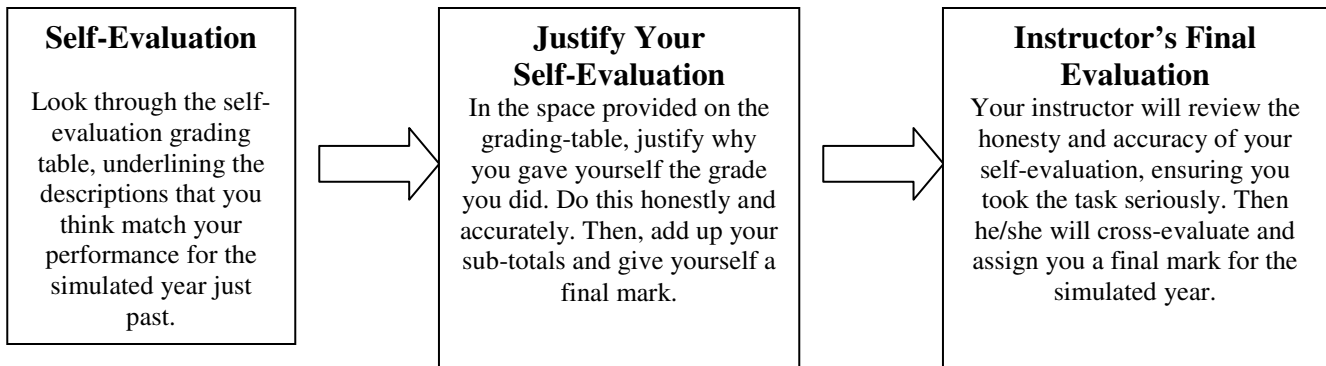 Self-Evaluation
Look through the self-
evaluation grading
table, underlining the
descriptions that you
think match your
performance for the
simulated year just
past.
Justify Your
Self-Evaluation
In the space provided on the
grading-table, justify why
you gave yourself the grade
you did. Do this honestly and
accurately. Then, add up your
sub-totals and give yourself a
final mark.
Instructor's Final
Evaluation
Your instructor will review the
honesty and accuracy of your
self-evaluation, ensuring you
took the task seriously. Then
he/she will cross-evaluate and
assign you a final mark for the
simulated year.